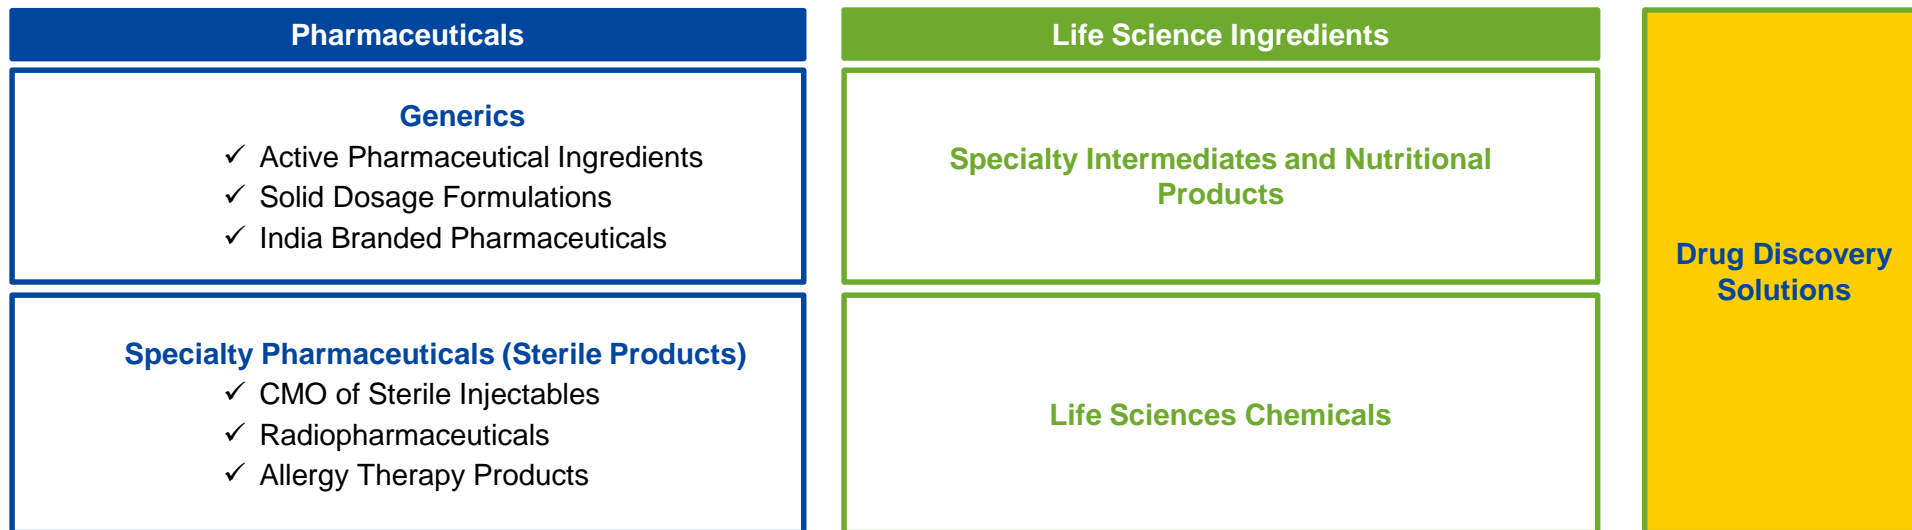 Pharmaceuticals
Generics
✓ Active Pharmaceutical Ingredients
✓ Solid Dosage Formulations
✓ India Branded Pharmaceuticals
Specialty Pharmaceuticals (Sterile Products)
✓ CMO of Sterile Injectables
✓ Radiopharmaceuticals
✓ Allergy Therapy Products
Life Science Ingredients
Specialty Intermediates and Nutritional
Products
Life Sciences Chemicals
Drug Discovery
Solutions